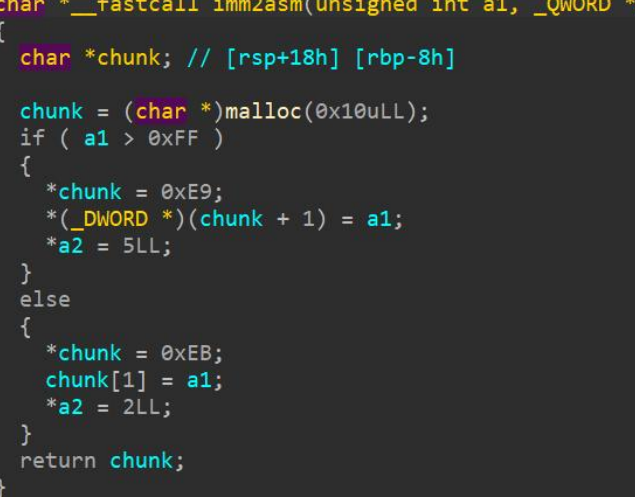 char *__fastcall imm2asm(unsigned int a1, _QWORD *
{
char *chunk; // [rsp+18h] [rbp-8h]
chunk = (char *)malloc(0x10uLL);
if ( a1 > 0xFF )
{
*chunk = 0xE9;
*(_DWORD *)(chunk + 1) = a1;
*a2 = 5LL;
}
else
{
*chunk = 0xEB;
chunk[1] = a1;
*a2 = 2LL;
}
return chunk;
}